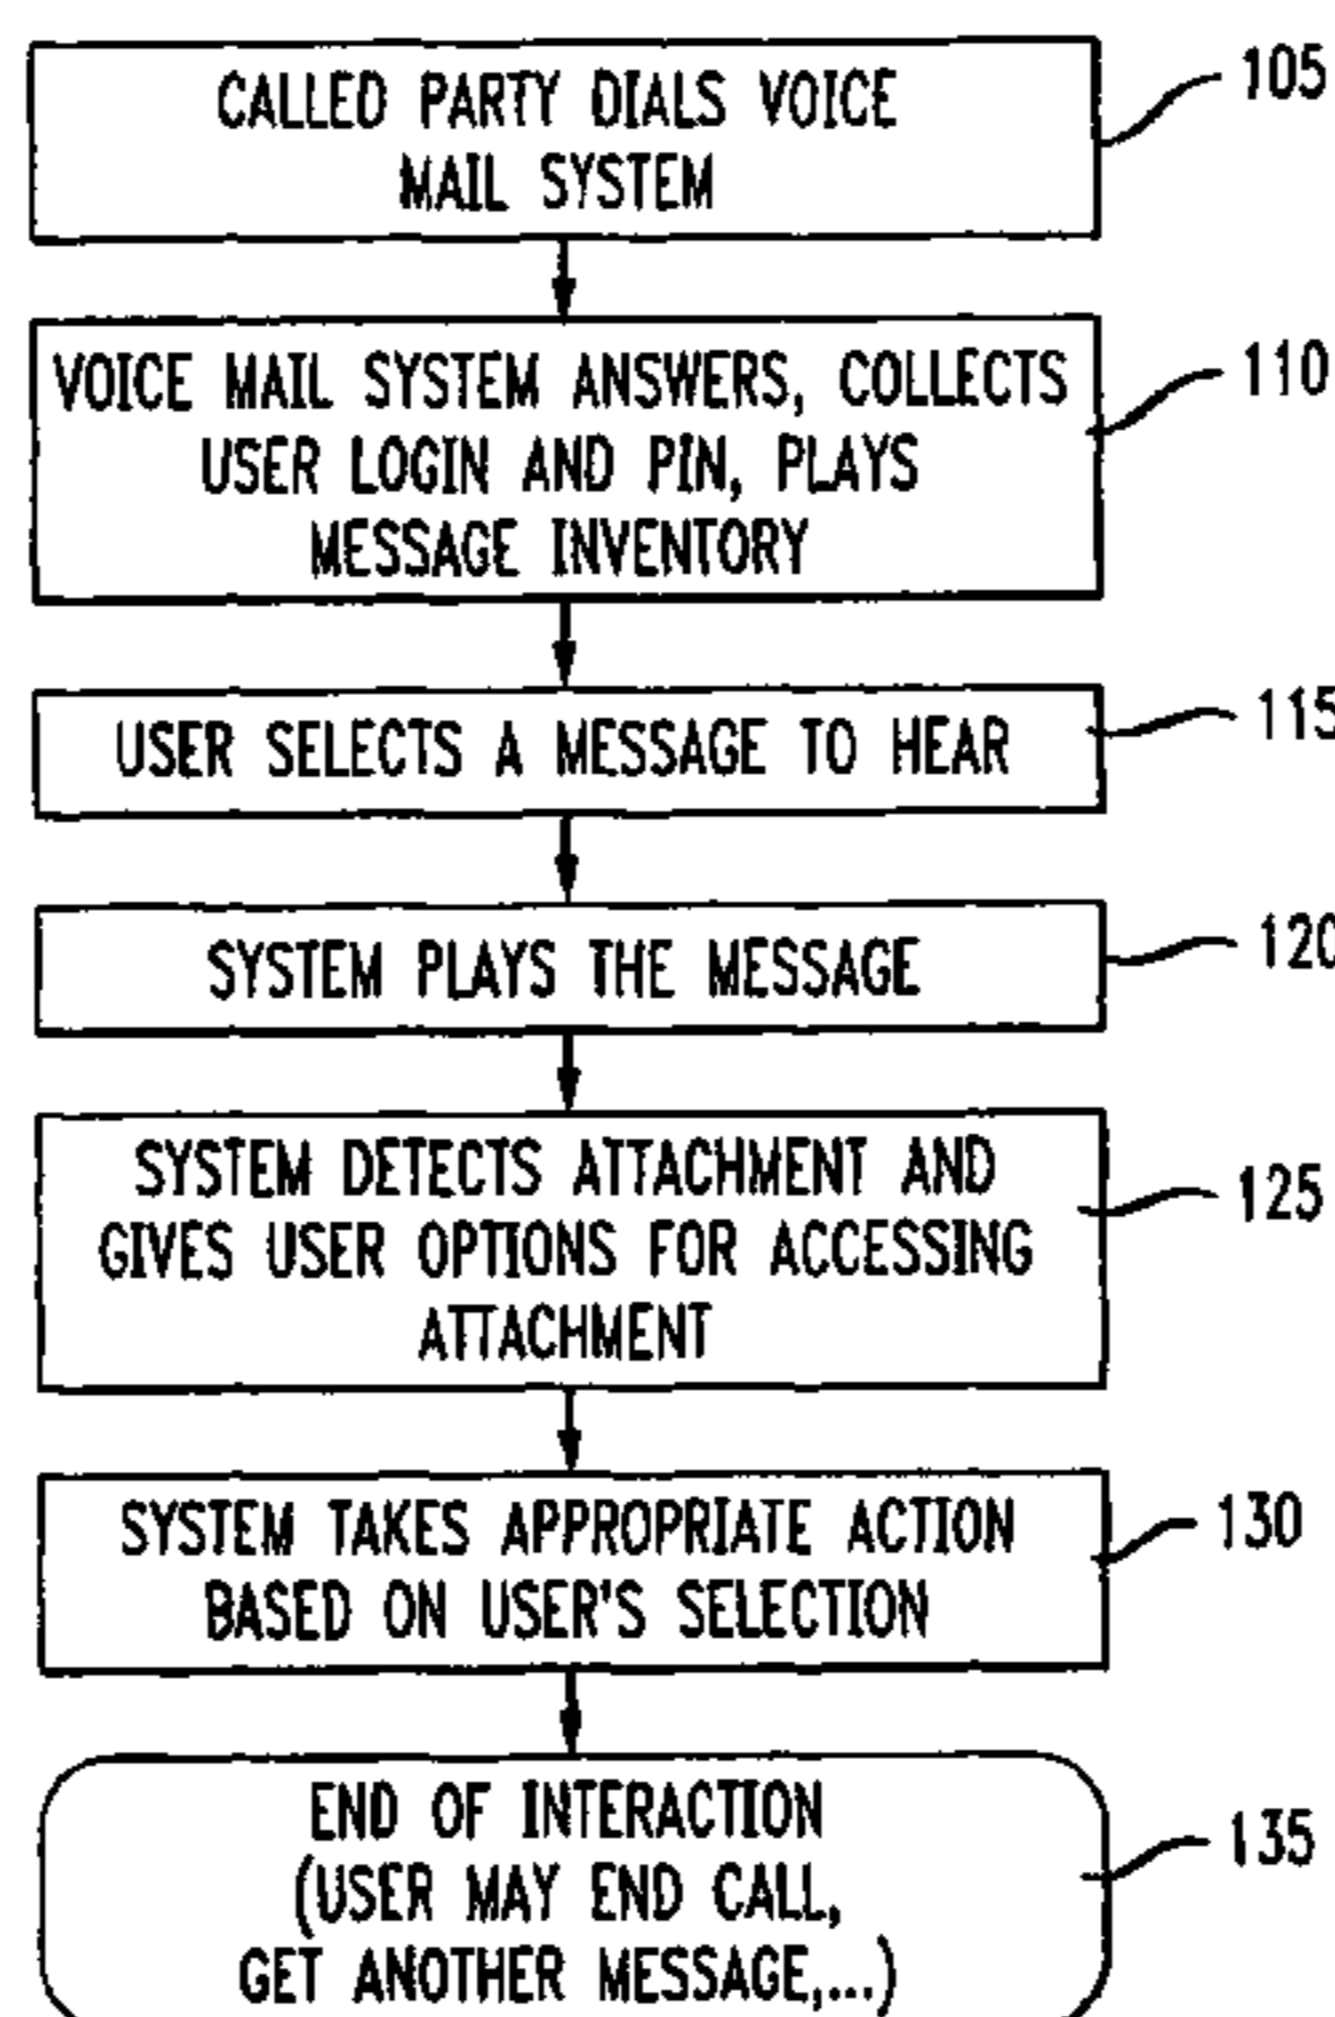 CALLED PARTY DIALS VOICE
MAIL SYSTEM
105
VOICE MAIL SYSTEM ANSWERS, COLLECTS
USER LOGIN AND PIN, PLAYS
MESSAGE INVENTORY
110
USER SELECTS A MESSAGE TO HEAR
115
SYSTEM PLAYS THE MESSAGE
120
SYSTEM DETECTS ATTACHMENT AND
GIVES USER OPTIONS FOR ACCESSING
ATTACHMENT
125
SYSTEM TAKES APPROPRIATE ACTION
BASED ON USER'S SELECTION
130
END OF INTERACTION
(USER MAY END CALL,
GET ANOTHER MESSAGE,...)
135